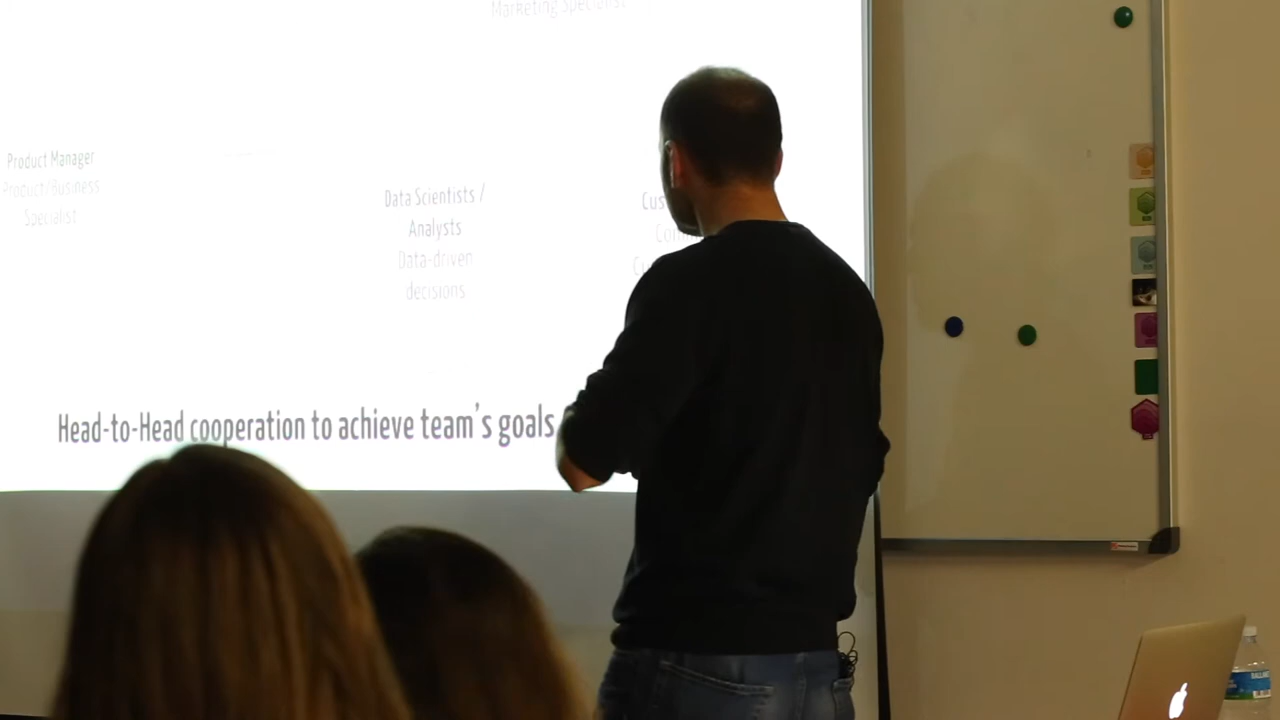 Marketing Specialist
Product Manager
Product/Business
Specialist
Data Scientists /
Analysts
Data-driven
decisions
Head-to-Head cooperation to achieve team's goals